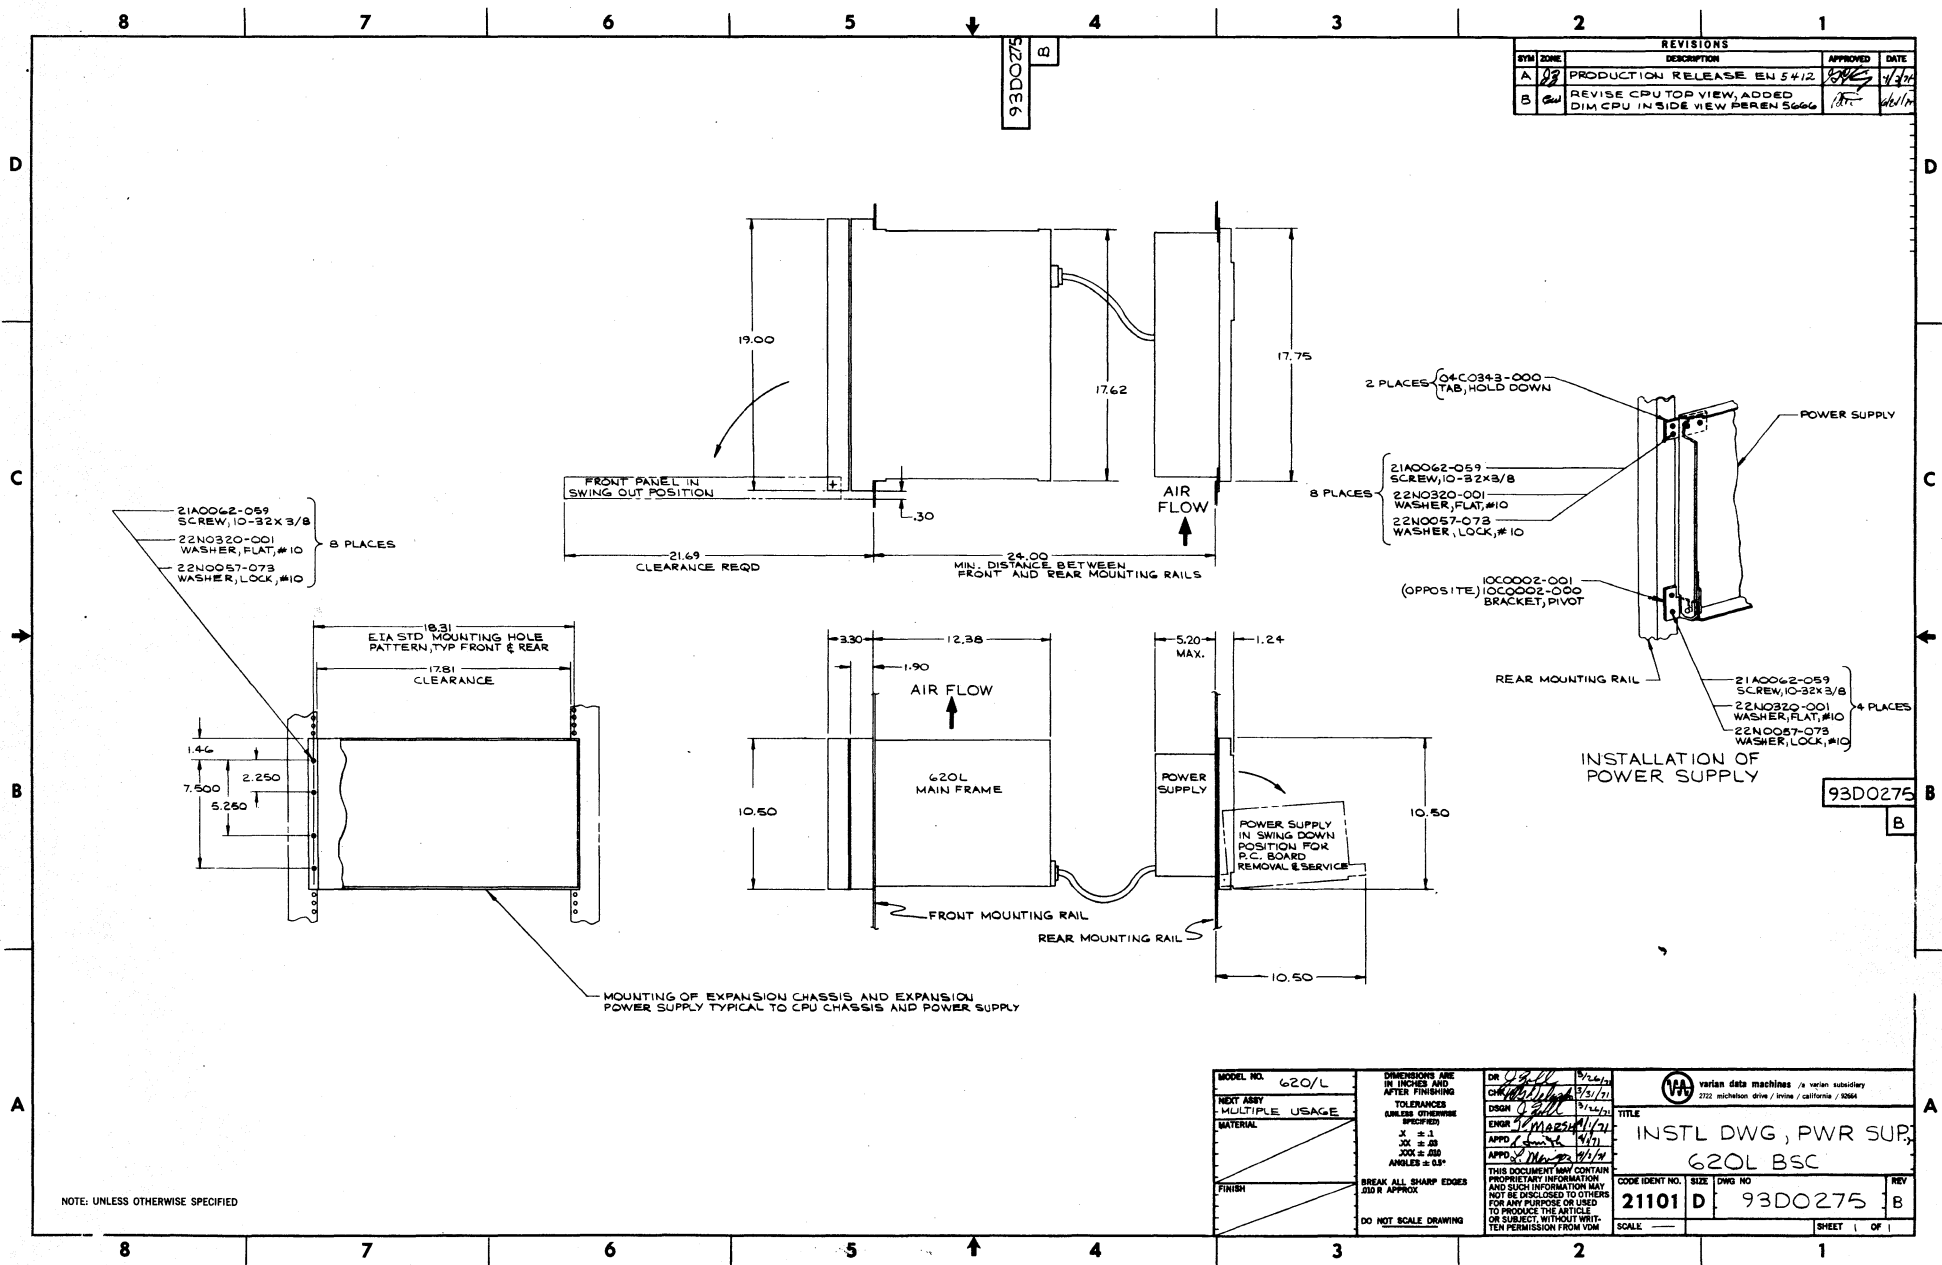 8 7 6 5 4 3 2 1
D
C
B
A
93D0275
B
REVISIONS
SYM ZONE DESCRIPTION APPROVED DATE
A PRODUCTION RELEASE EN 5412
B REVISE CPU TOP VIEW, ADDED
DIM CPU IN SIDE VIEW PER EN 5666
D
C
19.00
17.62
17.75
FRONT PANEL IN
SWING OUT POSITION
.30
AIR
FLOW
21.69
CLEARANCE REQD
24.00
MIN. DISTANCE BETWEEN
FRONT AND REAR MOUNTING RAILS
2 PLACES
04C0343-000
TAB, HOLD DOWN
POWER SUPPLY
8 PLACES
21A0062-059
SCREW, 10-32X3/8
22N0320-001
WASHER, FLAT, #10
22N0057-073
WASHER, LOCK, #10
10C0002-001
(OPPOSITE) 10C0002-000
BRACKET, PIVOT
REAR MOUNTING RAIL
21A0062-059
SCREW, 10-32X3/8
22N0320-001
WASHER, FLAT, #10
22N0057-073
WASHER, LOCK, #10
4 PLACES
INSTALLATION OF
POWER SUPPLY
93D0275
B
B
21A0062-059
SCREW, 10-32X3/8
22N0320-001
WASHER, FLAT, #10
22N0057-073
WASHER, LOCK, #10
8 PLACES
18.31
EIA STD MOUNTING HOLE
PATTERN, TYP FRONT & REAR
17.81
CLEARANCE
1.46
2.250
7.500
5.250
MOUNTING OF EXPANSION CHASSIS AND EXPANSION
POWER SUPPLY TYPICAL TO CPU CHASSIS AND POWER SUPPLY
3.30
12.38
1.90
AIR FLOW
5.20
MAX.
1.24
10.50
620L
MAIN FRAME
POWER
SUPPLY
POWER SUPPLY
IN SWING DOWN
POSITION FOR
P.C. BOARD
REMOVAL & SERVICE
10.50
FRONT MOUNTING RAIL
REAR MOUNTING RAIL
10.50
NOTE: UNLESS OTHERWISE SPECIFIED
MODEL NO. 620/L
NEXT ASSY
MULTIPLE USAGE
MATERIAL
FINISH
DIMENSIONS ARE
IN INCHES AND
AFTER FINISHING
TOLERANCES
(UNLESS OTHERWISE
SPECIFIED)
.X ± .1
.XX ± .03
.XXX ± .010
ANGLES ± 0.5°
BREAK ALL SHARP EDGES
.010 R APPROX
DO NOT SCALE DRAWING
DR 3/26/71
CHK 3/31/71
DSGN 3/26/71
ENGR MARSH 4/1/71
APPD
APPD
THIS DOCUMENT MAY CONTAIN
PROPRIETARY INFORMATION
AND SUCH INFORMATION MAY
NOT BE DISCLOSED TO OTHERS
FOR ANY PURPOSE OR USED
TO PRODUCE THE ARTICLE
OR SUBJECT, WITHOUT WRIT-
TEN PERMISSION FROM VDM
varian data machines /a varian subsidiary
2722 michelson drive / irvine / california / 92664
TITLE
INSTL DWG, PWR SUP,
620L BSC
CODE IDENT NO. SIZE DWG NO REV
21101 D 93D0275 B
SCALE — SHEET 1 OF 1
A
8 7 6 5 4 3 2 1